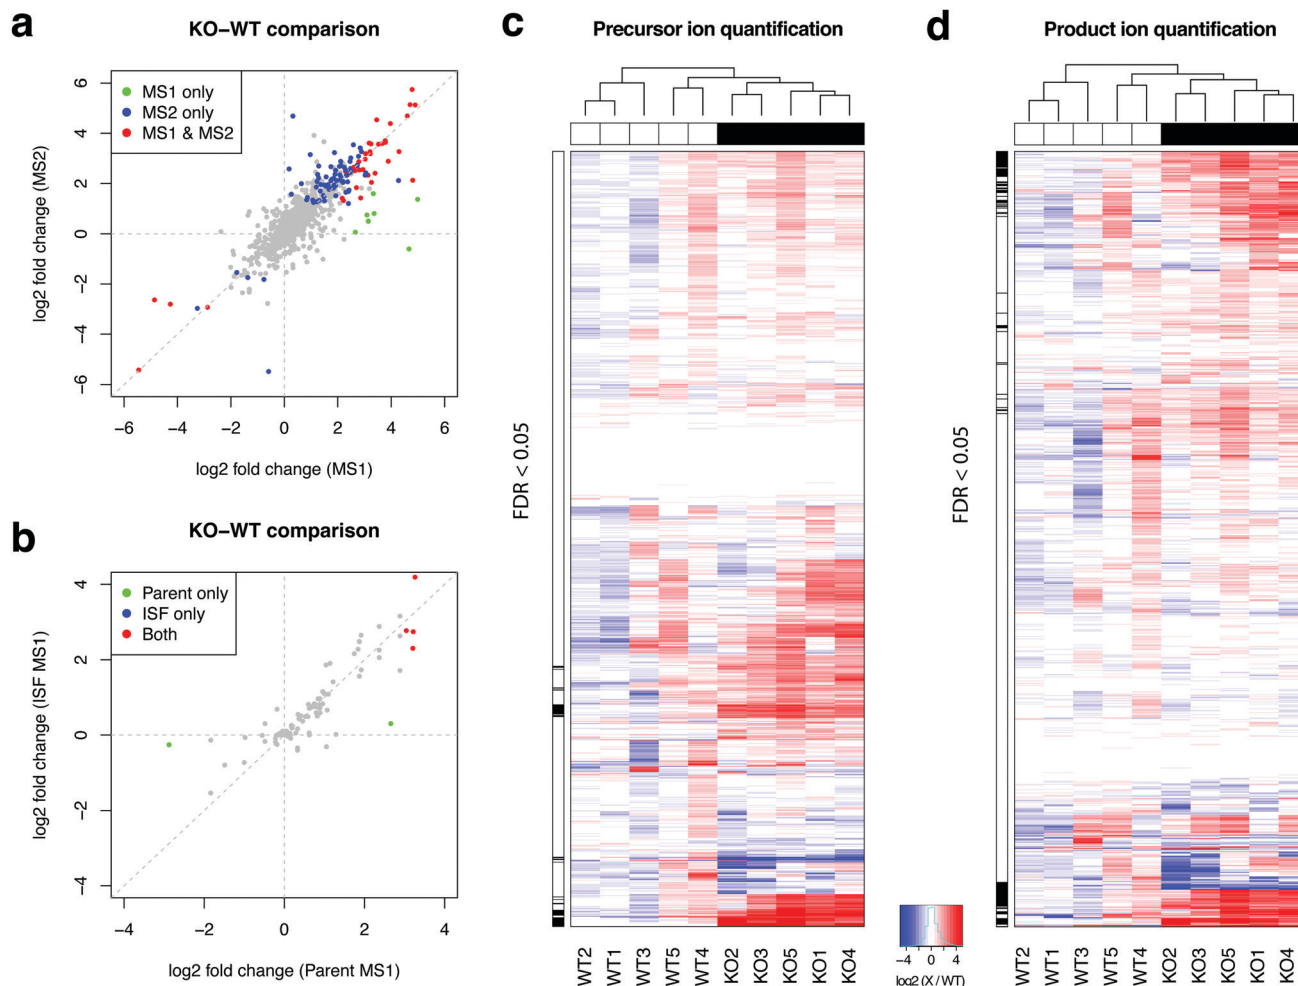 a
KO–WT comparison
6
4
2
0
−2
−4
−6
log2 fold change (MS2)
MS1 only
MS2 only
MS1 & MS2
−6
−4
−2
0
2
4
6
log2 fold change (MS1)
b
KO–WT comparison
4
2
0
−2
−4
log2 fold change (ISF MS1)
Parent only
ISF only
Both
−4
−2
0
2
4
log2 fold change (Parent MS1)
c
Precursor ion quantification
FDR < 0.05
WT2
WT1
WT3
WT5
WT4
KO2
KO3
KO5
KO1
KO4
−4
0
4
log2 (X / WT)
d
Product ion quantification
FDR < 0.05
WT2
WT1
WT3
WT5
WT4
KO2
KO3
KO5
KO1
KO4